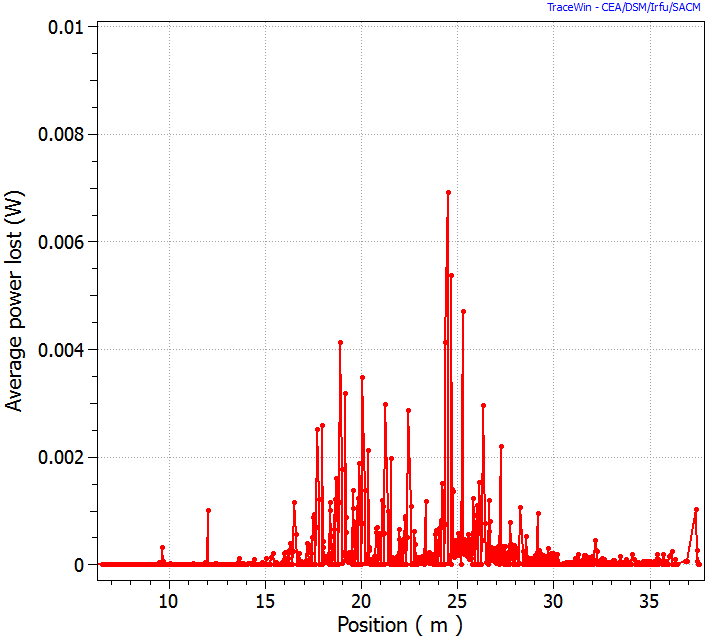 TraceWin - CEA/DSM/Irfu/SACM
0.01
0.008
0.006
0.004
0.002
0
Average power lost (W)
10 15 20 25 30 35
Position ( m )